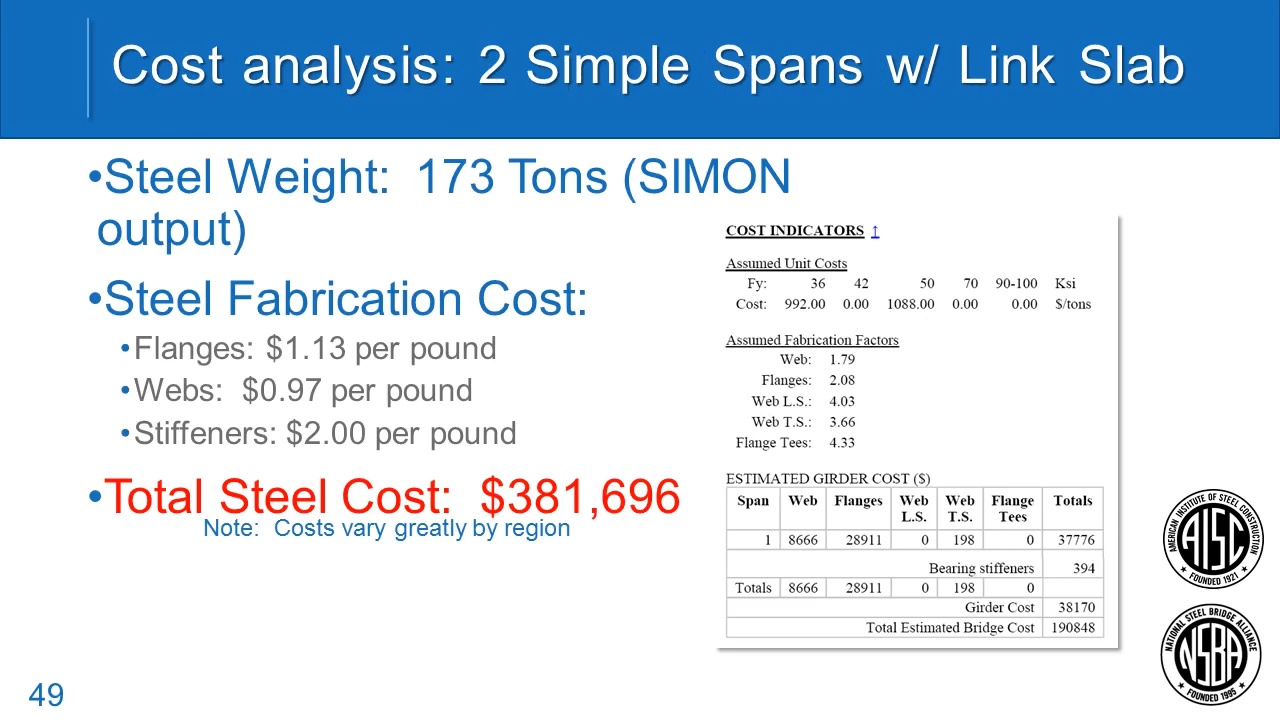 Cost analysis: 2 Simple Spans w/ Link Slab
•Steel Weight: 173 Tons (SIMON
output)
•Steel Fabrication Cost:
•Flanges: $1.13 per pound
•Webs: $0.97 per pound
•Stiffeners: $2.00 per pound
•Total Steel Cost: $381,696
Note: Costs vary greatly by region
COST INDICATORS ↑
Assumed Unit Costs
Fy: 36 42 50 70 90-100 Ksi
Cost: 992.00 0.00 1088.00 0.00 0.00 $/tons
Assumed Fabrication Factors
Web: 1.79
Flanges: 2.08
Web L.S.: 4.03
Web T.S.: 3.66
Flange Tees: 4.33
ESTIMATED GIRDER COST ($)
Span Web Flanges Web L.S. Web T.S. Flange Tees Totals
1 8666 28911 0 198 0 37776
Bearing stiffeners 394
Totals 8666 28911 0 198 0
Girder Cost 38170
Total Estimated Bridge Cost 190848
AMERICAN INSTITUTE OF STEEL CONSTRUCTION
AISC
FOUNDED 1921
NATIONAL STEEL BRIDGE ALLIANCE
NSBA
FOUNDED 1995
49